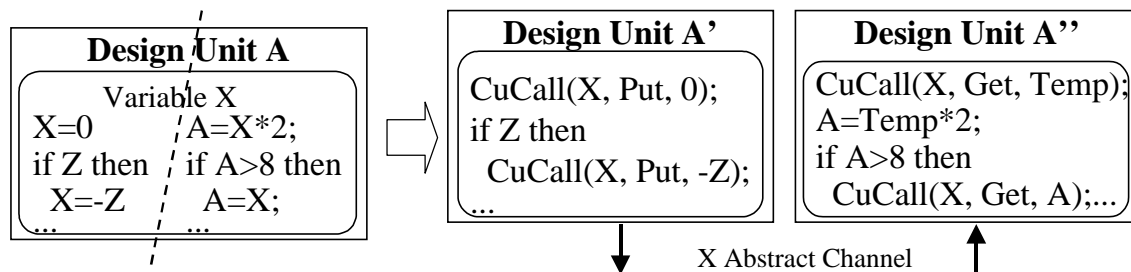 Design Unit A
Variable X
X=0
if Z then
X=-Z
...
A=X*2;
if A>8 then
A=X;
...
Design Unit A'
CuCall(X, Put, 0);
if Z then
CuCall(X, Put, -Z);
...
Design Unit A''
CuCall(X, Get, Temp);
A=Temp*2;
if A>8 then
CuCall(X, Get, A);...
X Abstract Channel